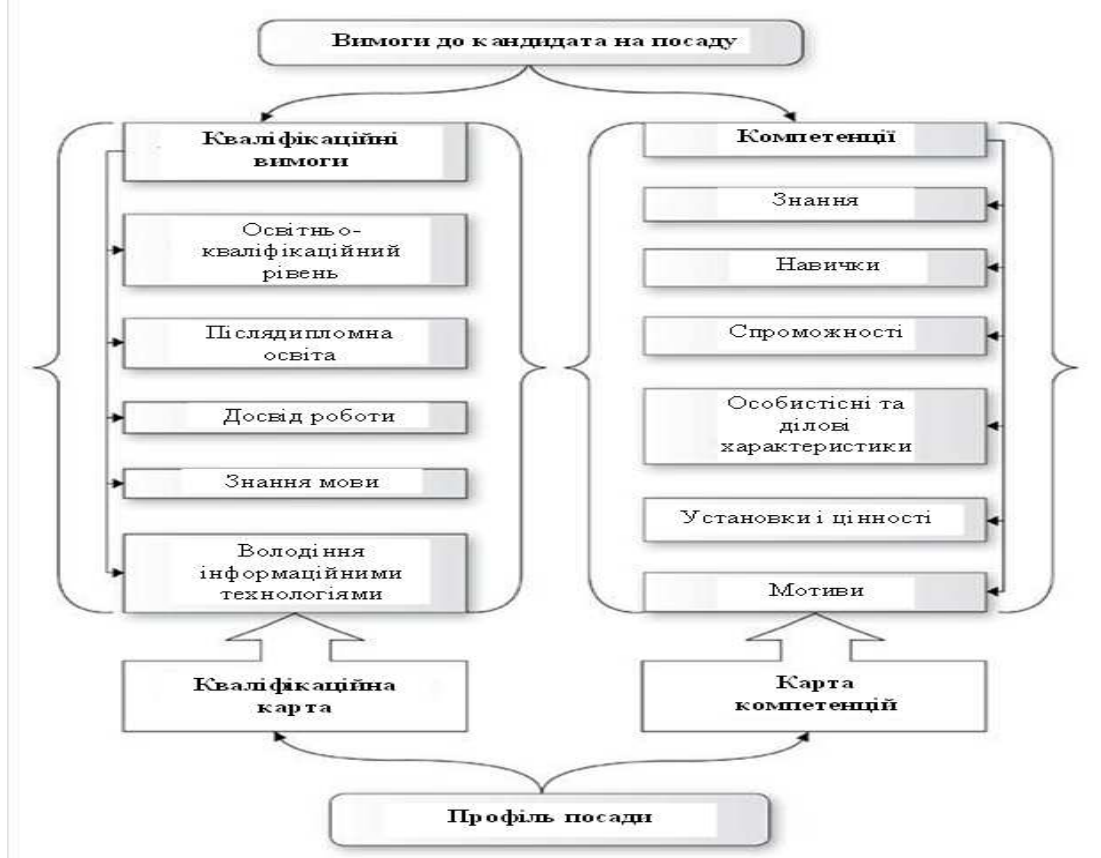 Вимоги до кандидата на посаду
Кваліфікаційні
вимоги
Освітньо-
кваліфікаційний
рівень
Післядипломна
освіта
Досвід роботи
Знання мови
Володіння
інформаційними
технологіями
Кваліфікаційна
карта
Компетенції
Знання
Навички
Спроможності
Особистісні та
ділові
характеристики
Установки і цінності
Мотиви
Карта
компетенцій
Профіль посади